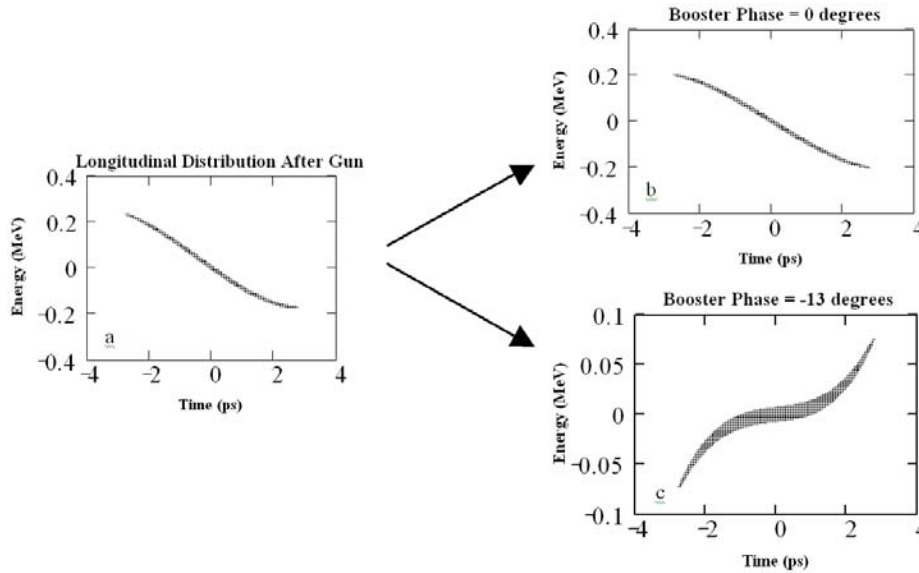 Longitudinal Distribution After Gun
0.4
0.2
0
-0.2
-0.4
Energy (MeV)
a
-4 -2 0 2 4
Time (ps)
Booster Phase = 0 degrees
0.4
0.2
0
-0.2
-0.4
Energy (MeV)
b
-4 -2 0 2 4
Time (ps)
Booster Phase = -13 degrees
0.1
0.05
0
-0.05
-0.1
Energy (MeV)
c
-4 -2 0 2 4
Time (ps)